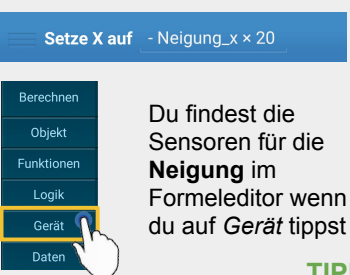 Setze X auf - Neigung_x × 20
Berechnen
Objekt
Funktionen
Logik
Gerät
Daten
Du findest die
Sensoren für die
Neigung im
Formeleditor wenn
du auf Gerät tippst
TIP